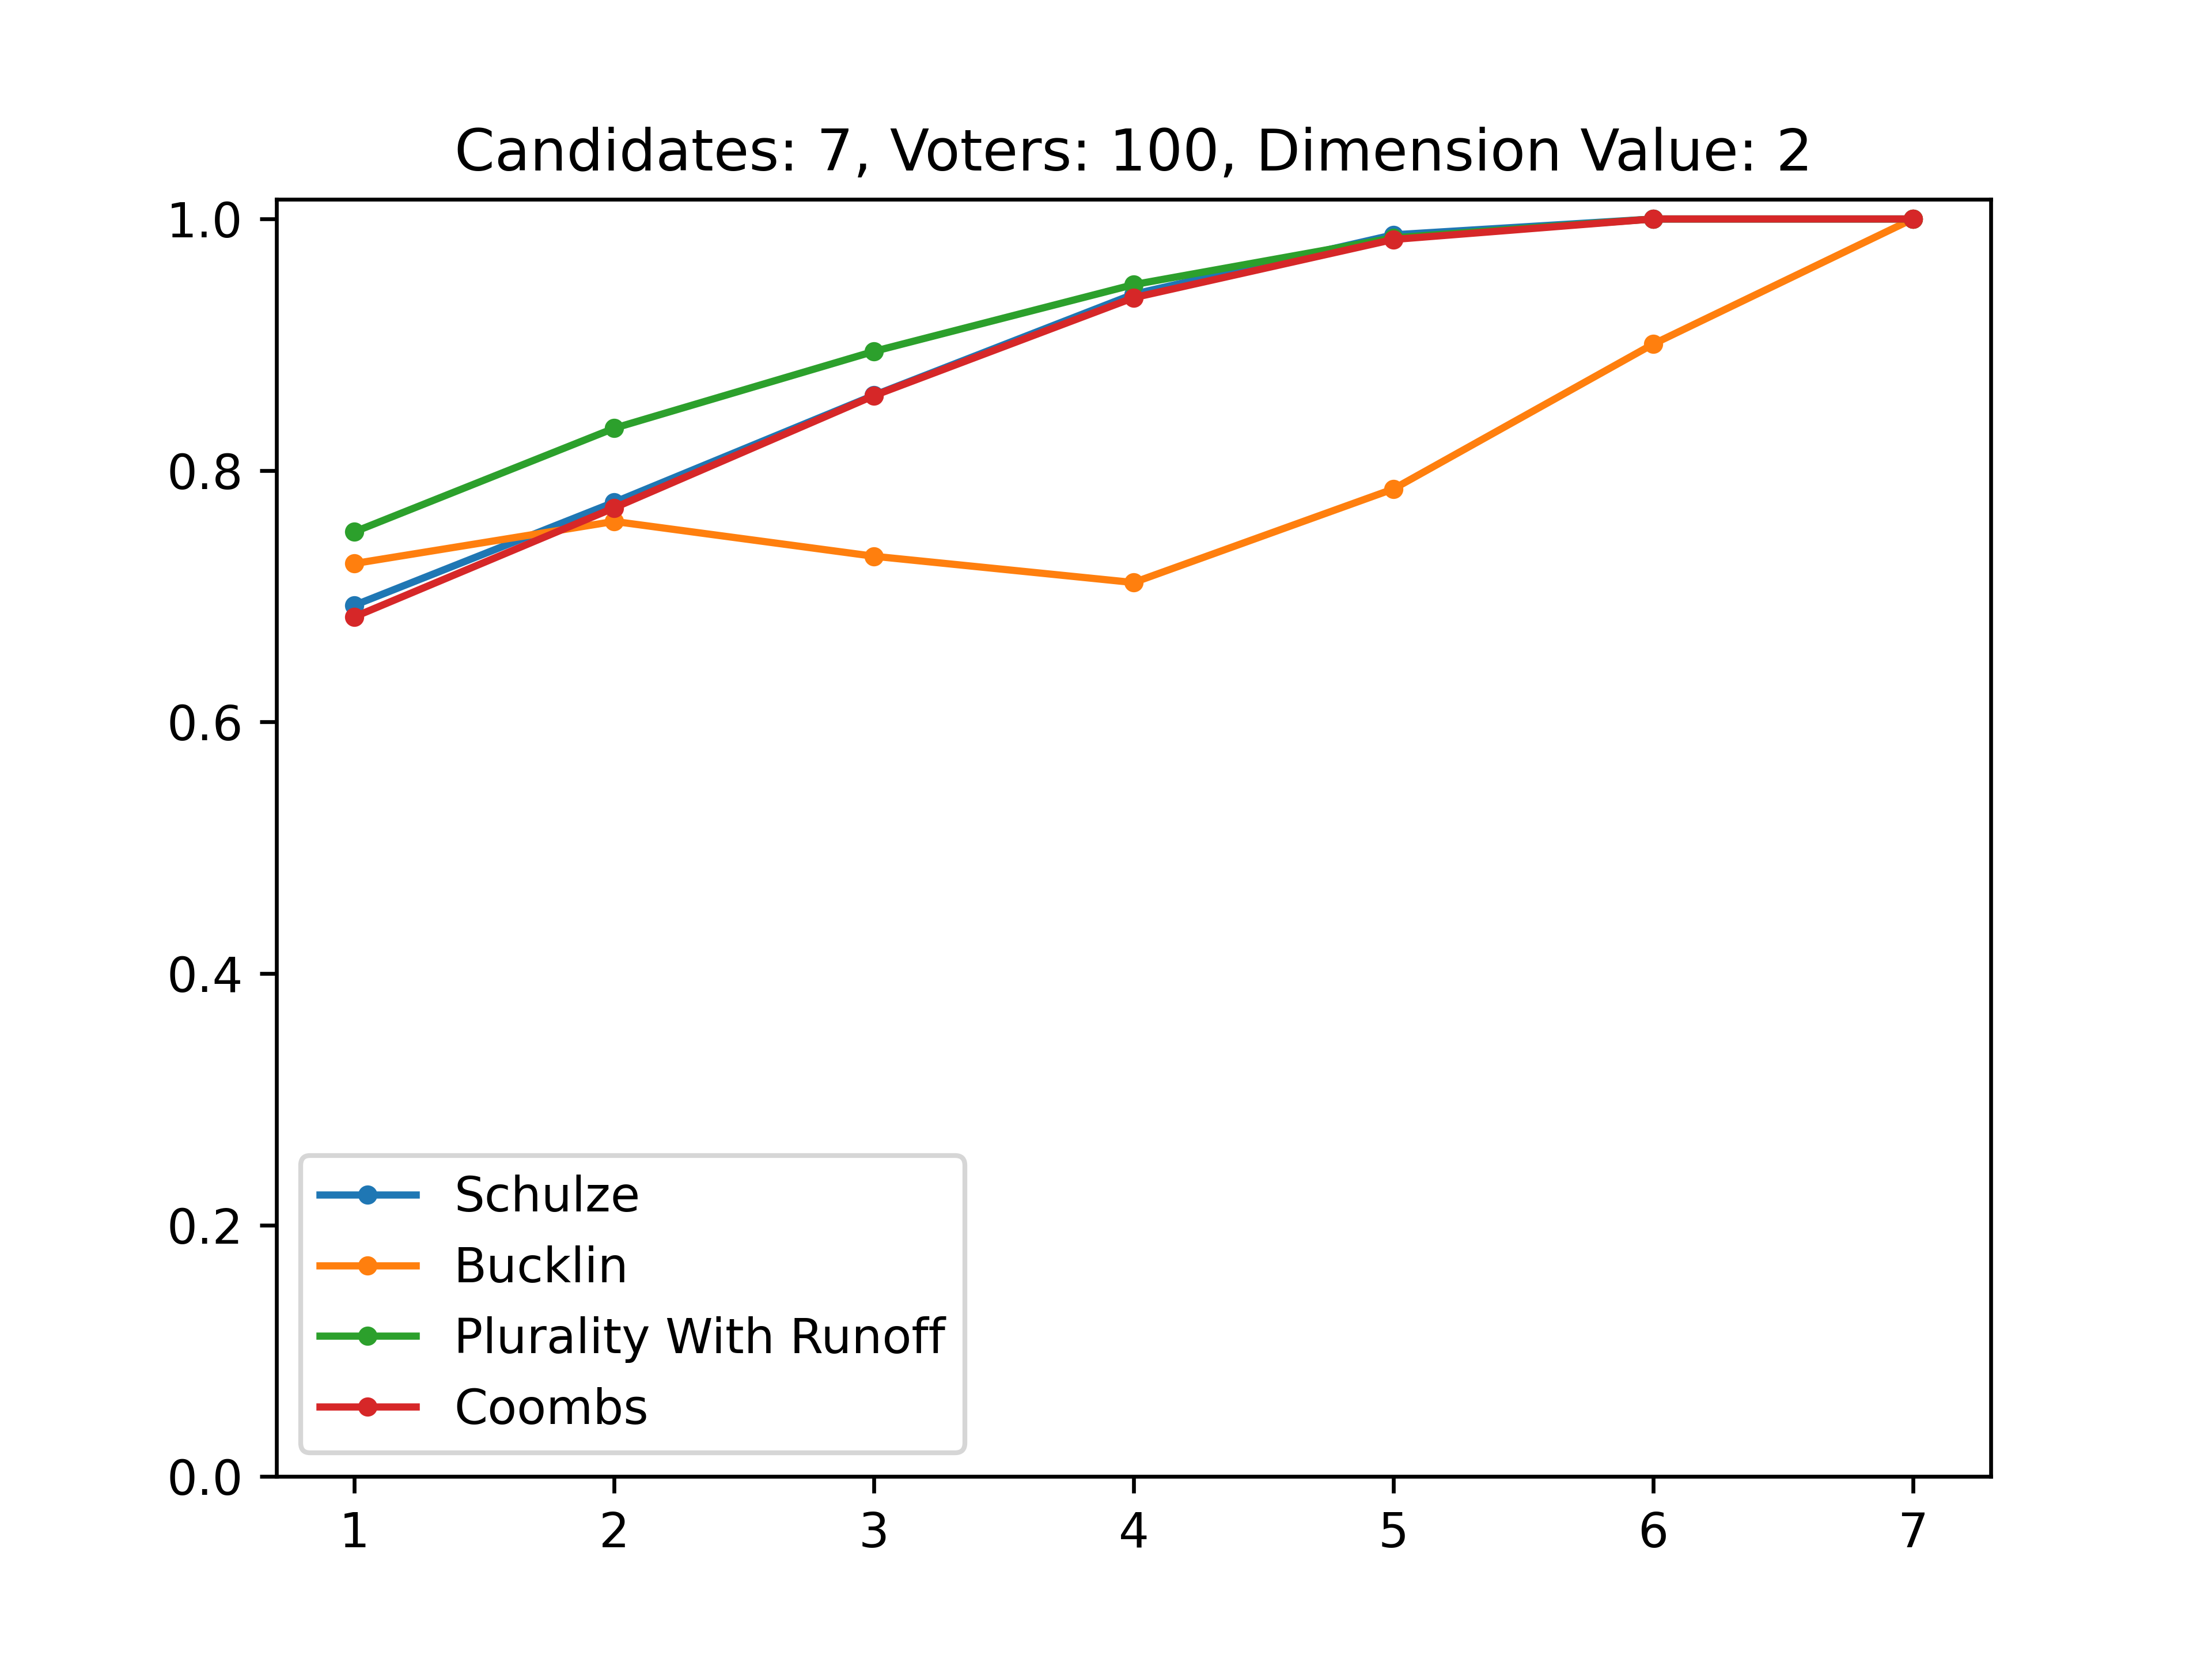 Candidates: 7, Voters: 100, Dimension Value: 2
1.0
0.8
0.6
0.4
0.2
0.0
Schulze
Bucklin
Plurality With Runoff
Coombs
1 2 3 4 5 6 7